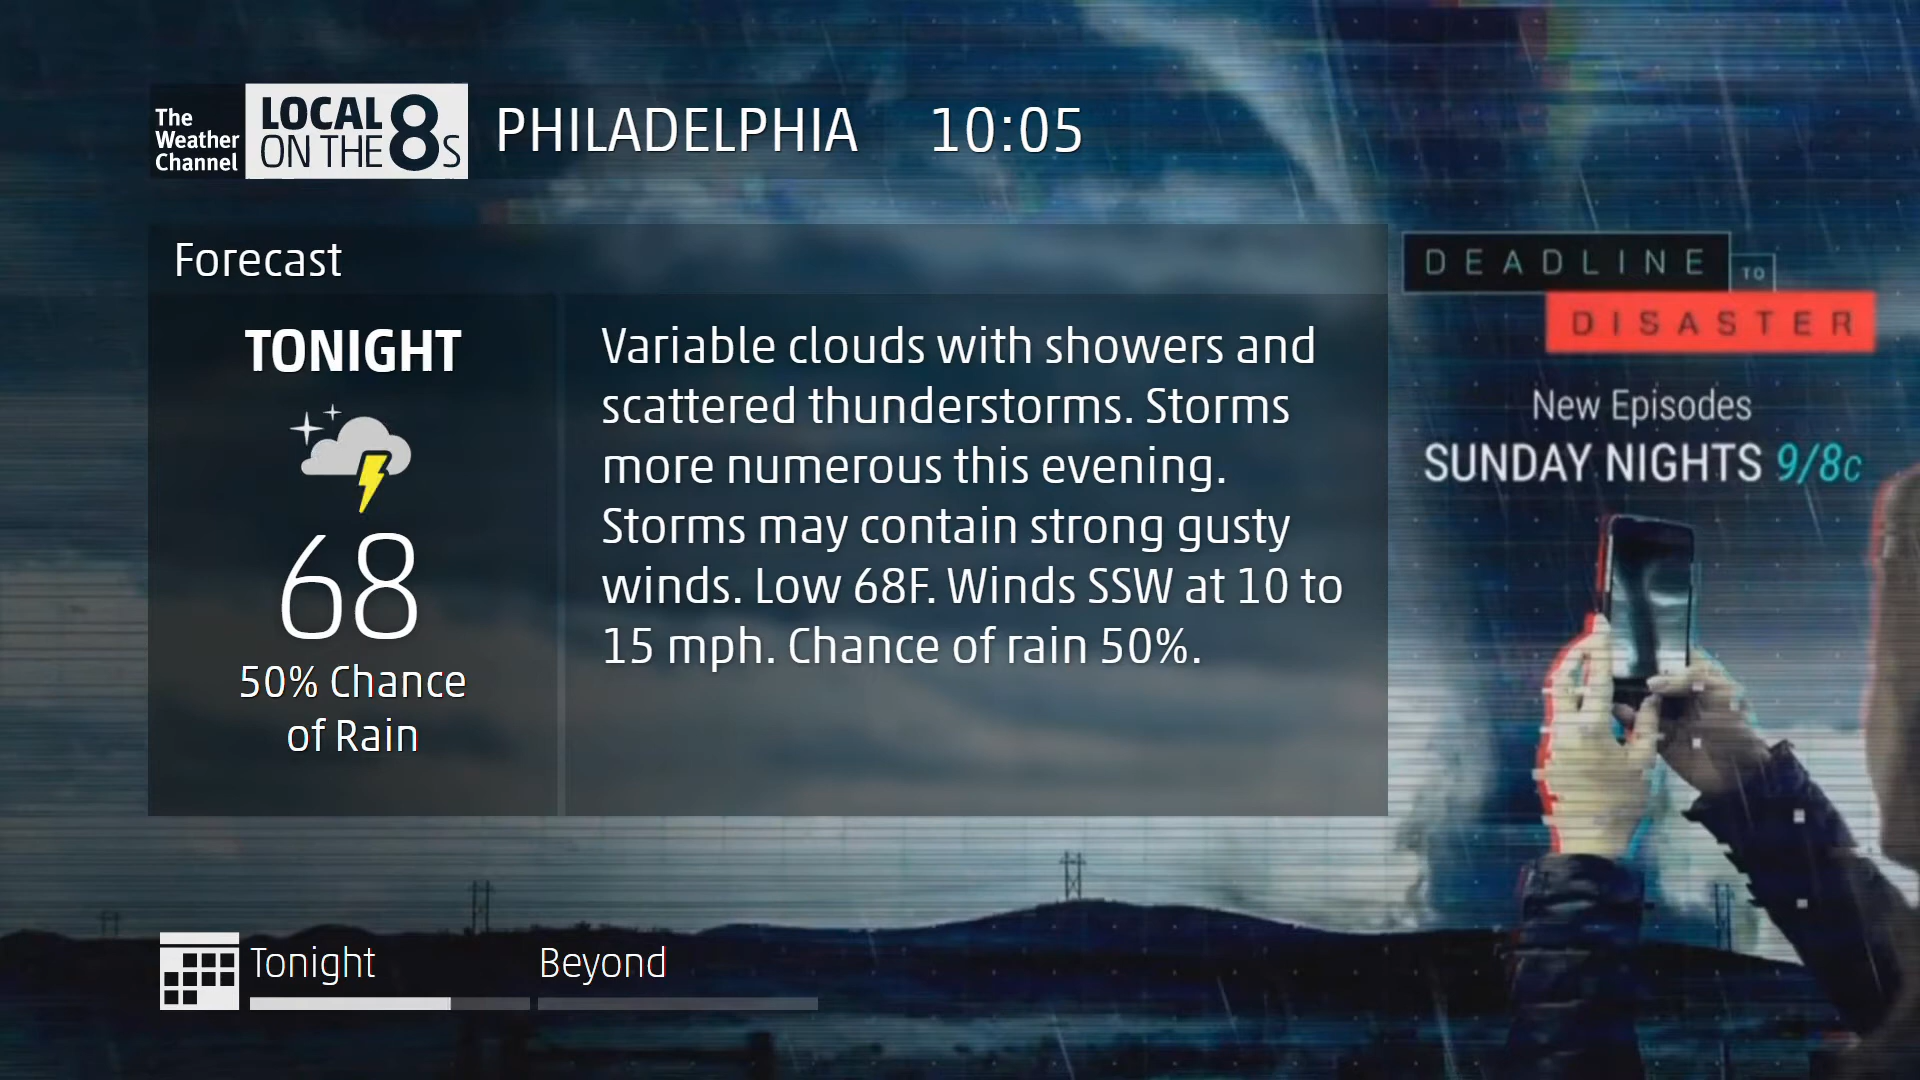 The
Weather
Channel
LOCAL
ON THE 8s
PHILADELPHIA 10:05
Forecast
TONIGHT
68
50% Chance
of Rain
Variable clouds with showers and
scattered thunderstorms. Storms
more numerous this evening.
Storms may contain strong gusty
winds. Low 68F. Winds SSW at 10 to
15 mph. Chance of rain 50%.
DEADLINE TO
DISASTER
New Episodes
SUNDAY NIGHTS 9/8c
Tonight Beyond